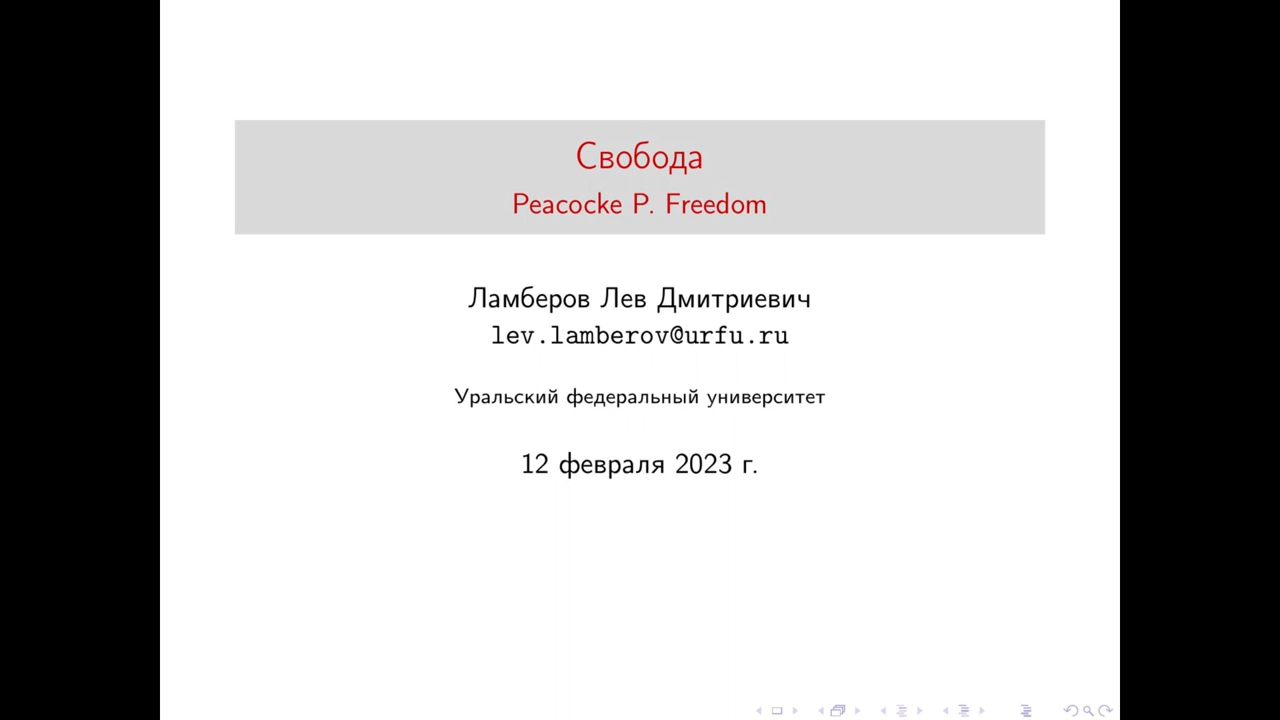 Свобода
Peacocke P. Freedom
Ламберов Лев Дмитриевич
lev.lamberov@urfu.ru
Уральский федеральный университет
12 февраля 2023 г.